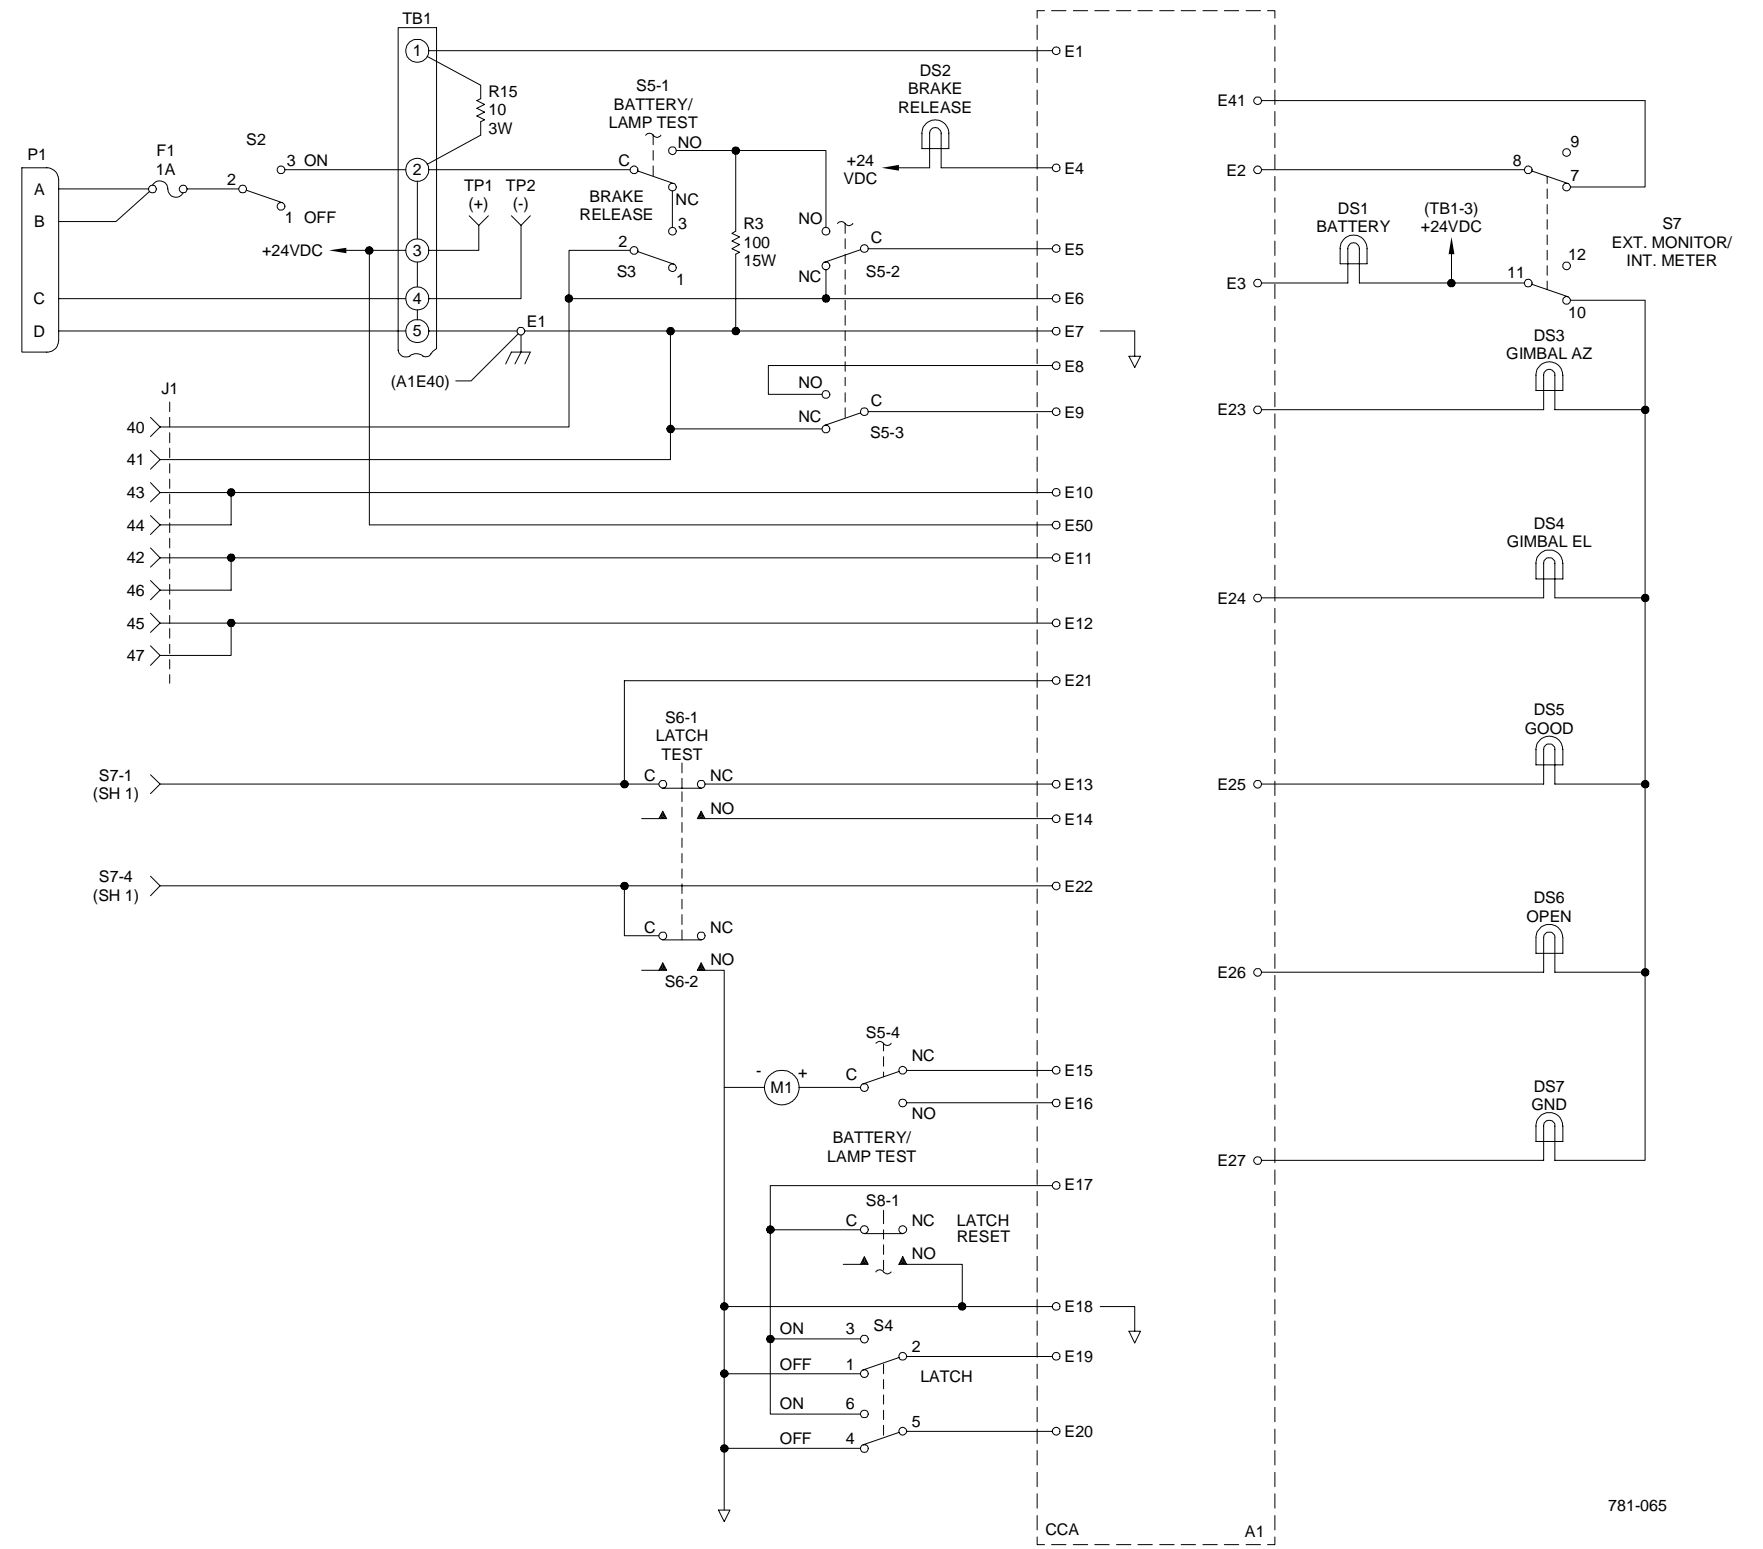 TB1
1
E1
DS2
BRAKE
RELEASE
S5-1
BATTERY/
LAMP TEST
R15
10
3W
E41
NO
9
F1
1A
S2
P1
3 ON
2
C
+24
VDC
E4
E2
8
7
A
2
TP1
(+)
TP2
(-)
BRAKE
RELEASE
NC
DS1
BATTERY
(TB1-3)
+24VDC
1 OFF
B
3
R3
100
15W
NO
S7
EXT. MONITOR/
INT. METER
+24VDC
3
2
C
E5
12
S3
1
S5-2
NC
E3
11
10
C
4
E6
D
5
E1
E7
DS3
GIMBAL AZ
(A1E40)
E8
NO
J1
C
E9
E23
NC
S5-3
40
41
43
E10
44
E50
DS4
GIMBAL EL
42
E11
46
E24
45
E12
47
E21
S6-1
LATCH
TEST
DS5
GOOD
S7-1
(SH 1)
C
NC
E13
E25
NO
E14
S7-4
(SH 1)
E22
DS6
OPEN
C
NC
NO
S6-2
E26
S5-4
NC
E15
-
M1
+
C
E16
NO
DS7
GND
BATTERY/
LAMP TEST
E27
E17
S8-1
C
NC
LATCH
RESET
NO
E18
ON
3
S4
2
OFF
1
E19
LATCH
ON
6
5
OFF
4
E20
781-065
CCA
A1